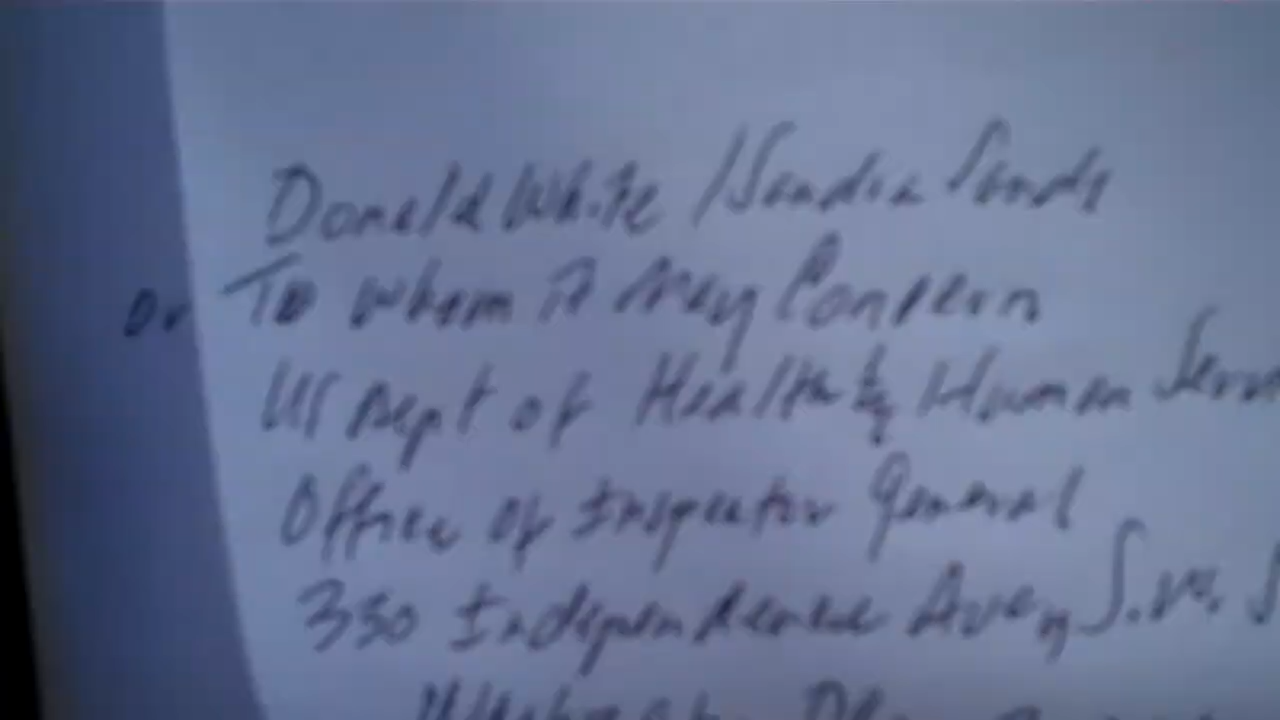 Donald White / Sandra Sands
or To whom it May Concern
US Dept of Health & Human
Office of Inspector General
330 Independence Ave, S.W.